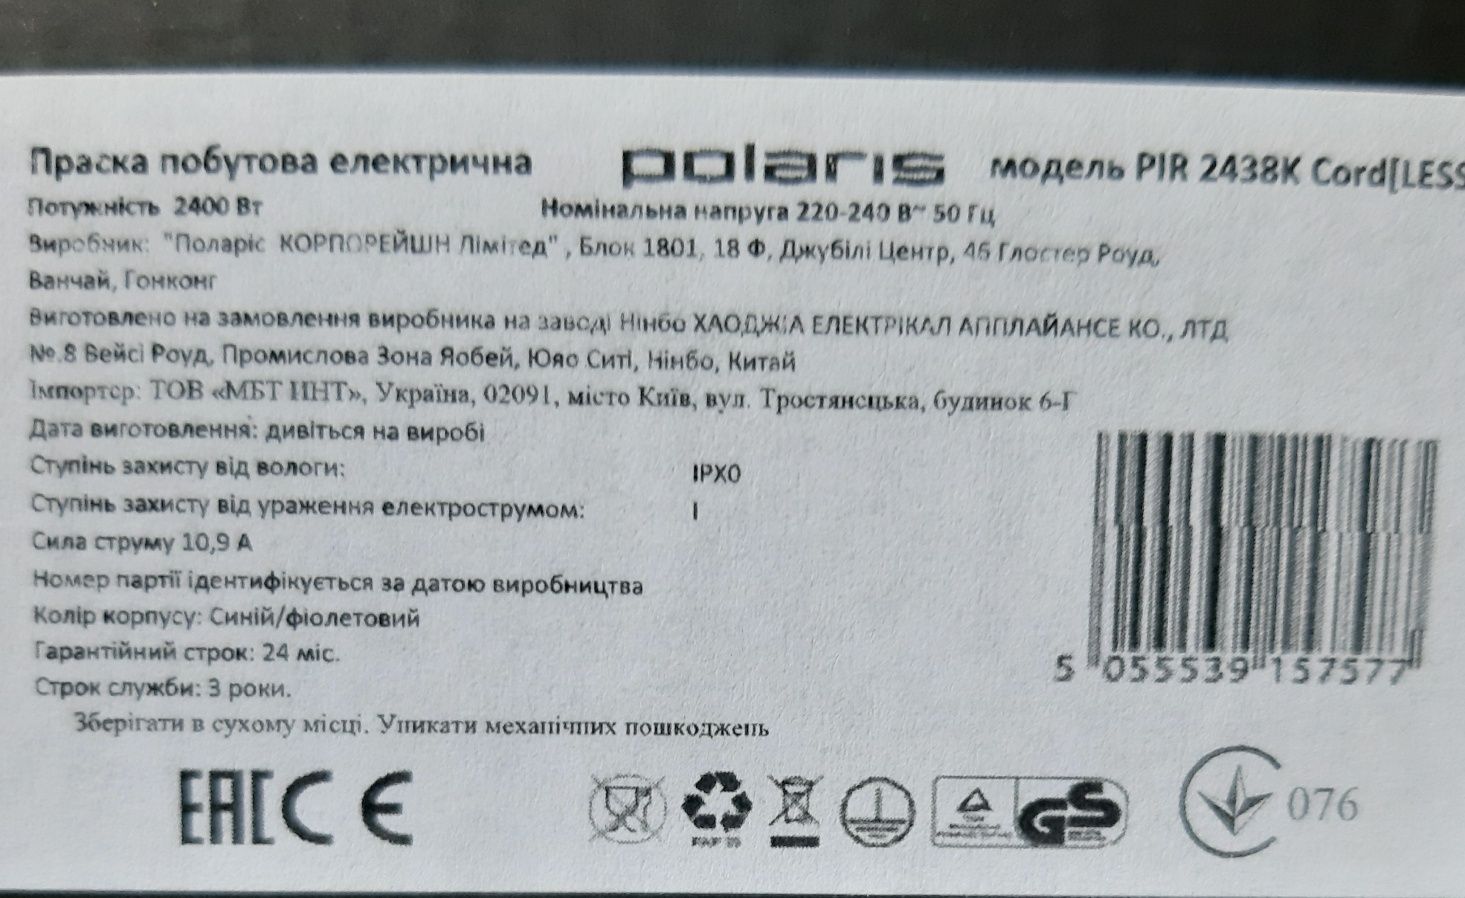 Праска побутова електрична polaris модель PIR 2438K Cord[LESS
Потужність 2400 Вт Номінальна напруга 220-240 В~ 50 Гц
Виробник: "Поларіс КОРПОРЕЙШН Лімітед" , Блок 1801, 18 Ф, Джубілі Центр, 46 Глостер Роуд,
Ванчай, Гонконг
Виготовлено на замовлення виробника на заводі Нінбо ХАОДЖІА ЕЛЕКТРІКАЛ АППЛАЙАНСЕ КО., ЛТД
№.8 Вейсі Роуд, Промислова Зона Яобей, Юяо Ситі, Нінбо, Китай
Імпортер: ТОВ «МБТ ІНТ», Україна, 02091, місто Київ, вул. Тростянецька, будинок 6-Г
Дата виготовлення: дивіться на виробі
Ступінь захисту від вологи: IPX0
Ступінь захисту від ураження електрострумом: I
Сила струму 10,9 А
Номер партії ідентифікується за датою виробництва
Колір корпусу: Синій/фіолетовий
Гарантійний строк: 24 міс.
Строк служби: 3 роки.
Зберігати в сухому місці. Уникати механічних пошкоджень
5 055539 157577
EAC CE
GS
076